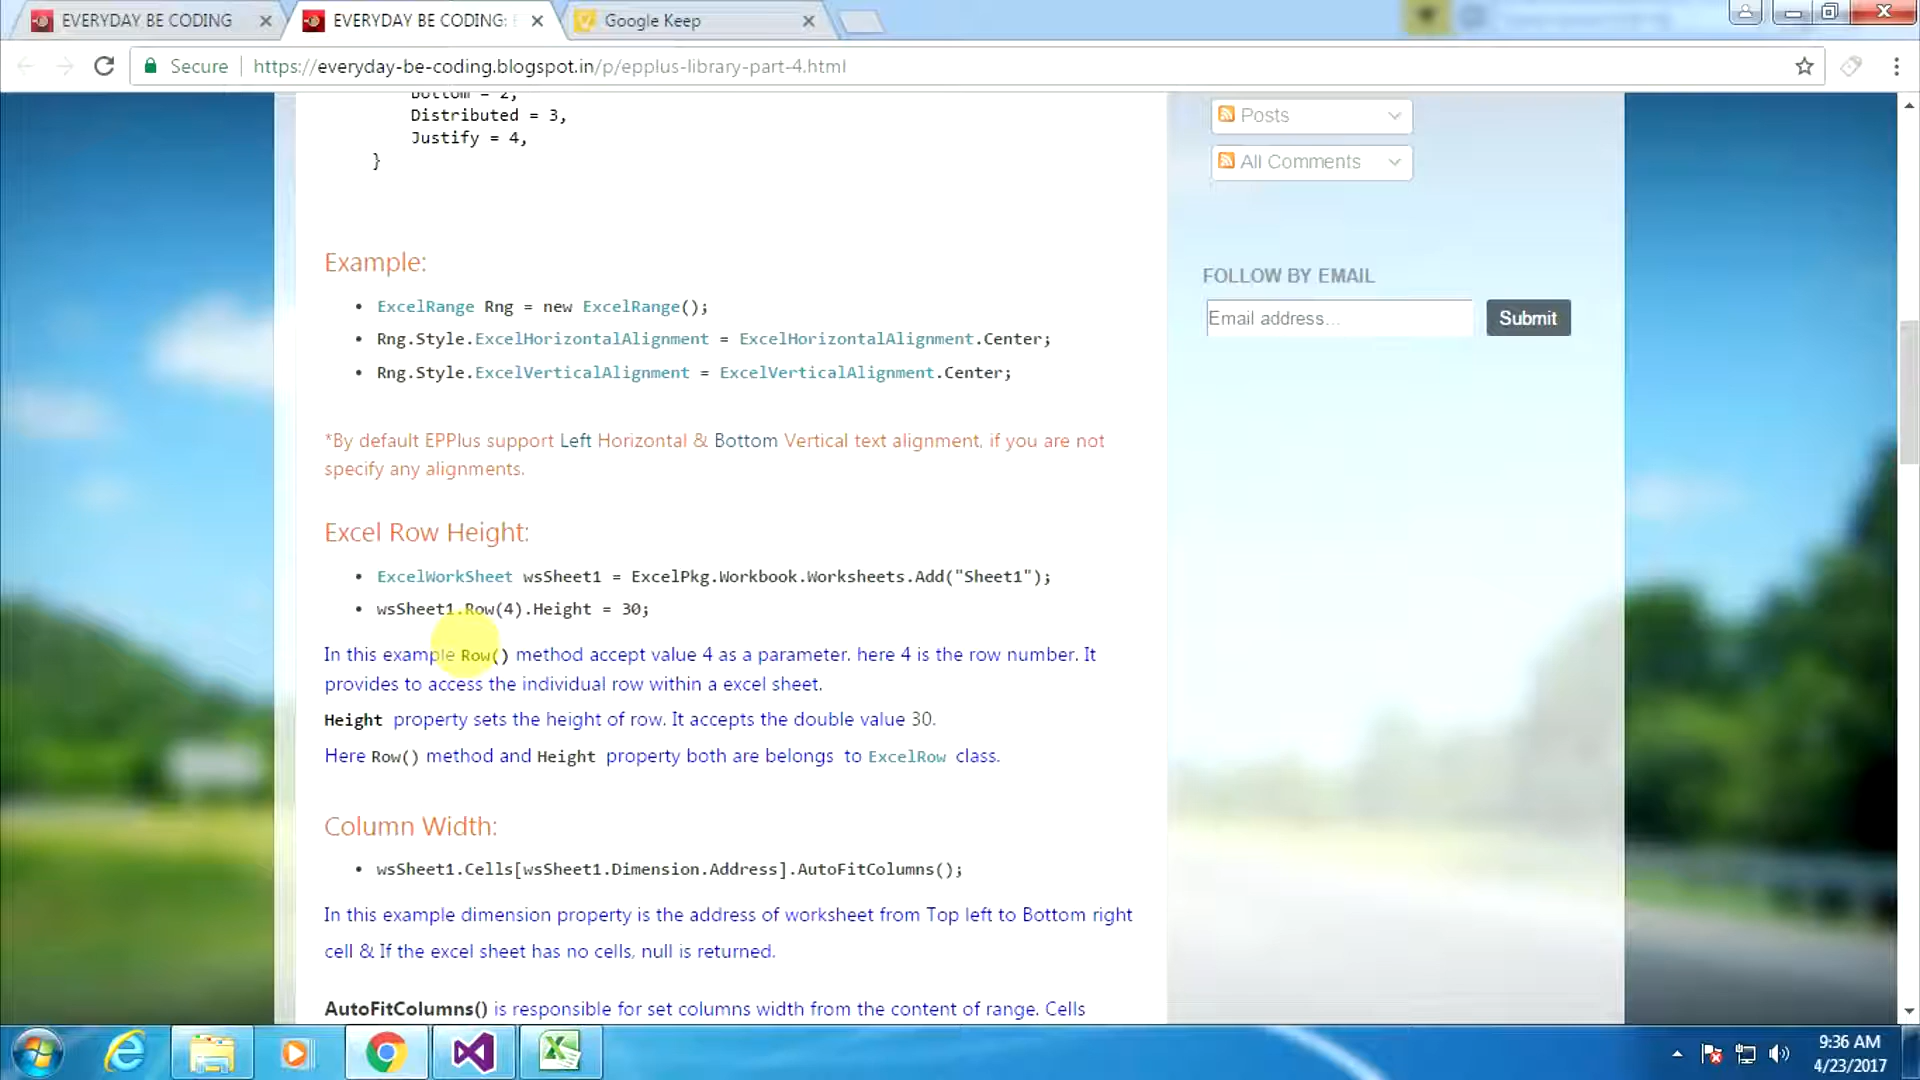 EVERYDAY BE CODING
EVERYDAY BE CODING:
Google Keep
Secure
https://everyday-be-coding.blogspot.in/p/epplus-library-part-4.html
Bottom = 2,
Distributed = 3,
Justify = 4,
}
Posts
All Comments
FOLLOW BY EMAIL
Email address...
Submit
Example:
• ExcelRange Rng = new ExcelRange();
• Rng.Style.ExcelHorizontalAlignment = ExcelHorizontalAlignment.Center;
• Rng.Style.ExcelVerticalAlignment = ExcelVerticalAlignment.Center;
*By default EPPlus support Left Horizontal & Bottom Vertical text alignment, if you are not
specify any alignments.
Excel Row Height:
• ExcelWorkSheet wsSheet1 = ExcelPkg.Workbook.Worksheets.Add("Sheet1");
• wsSheet1.Row(4).Height = 30;
In this example Row() method accept value 4 as a parameter. here 4 is the row number. It
provides to access the individual row within a excel sheet.
Height property sets the height of row. It accepts the double value 30.
Here Row() method and Height property both are belongs to ExcelRow class.
Column Width:
• wsSheet1.Cells[wsSheet1.Dimension.Address].AutoFitColumns();
In this example dimension property is the address of worksheet from Top left to Bottom right
cell & If the excel sheet has no cells, null is returned.
AutoFitColumns() is responsible for set columns width from the content of range. Cells
9:36 AM
4/23/2017